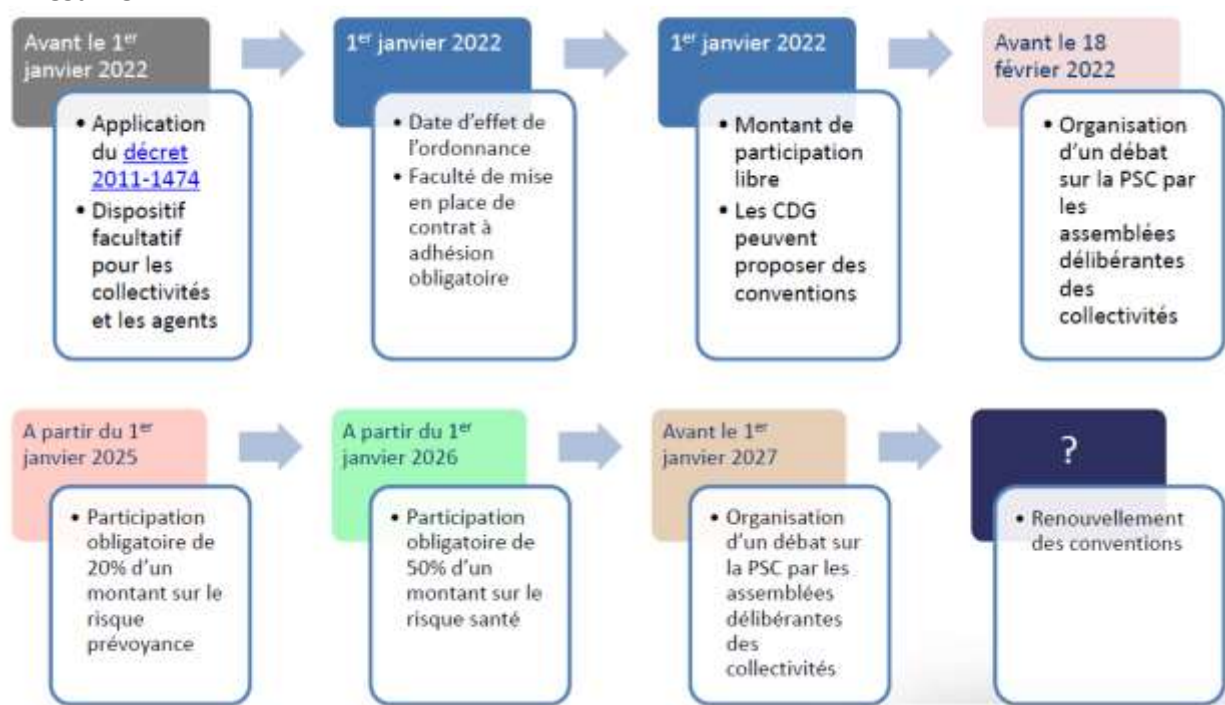 Avant le 1er
janvier 2022
• Application
du décret
2011-1474
• Dispositif
facultatif
pour les
collectivités
et les agents
1er janvier 2022
• Date d'effet de
l'ordonnance
• Faculté de mise
en place de
contrat à
adhésion
obligatoire
1er janvier 2022
• Montant de
participation
libre
• Les CDG
peuvent
proposer des
conventions
Avant le 18
février 2022
• Organisation
d'un débat
sur la PSC par
les
assemblées
délibérantes
des
collectivités
A partir du 1er
janvier 2025
• Participation
obligatoire de
20% d'un
montant sur le
risque
prévoyance
A partir du 1er
janvier 2026
• Participation
obligatoire de
50% d'un
montant sur le
risque santé
Avant le 1er
janvier 2027
• Organisation
d'un débat sur
la PSC par les
assemblées
délibérantes
des
collectivités
?
• Renouvellement
des conventions